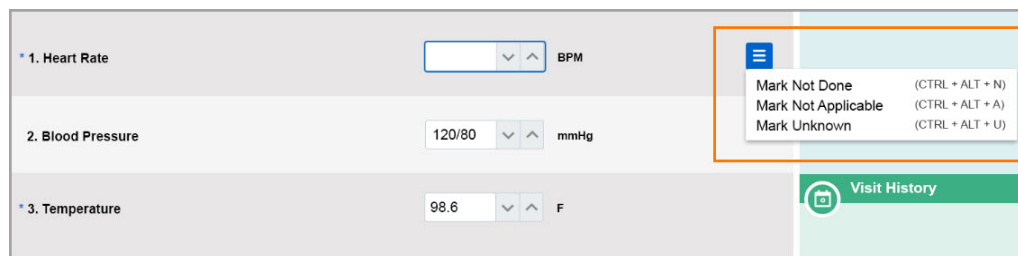 * 1. Heart Rate
BPM
Mark Not Done (CTRL + ALT + N)
Mark Not Applicable (CTRL + ALT + A)
Mark Unknown (CTRL + ALT + U)
2. Blood Pressure
120/80
mmHg
Visit History
* 3. Temperature
98.6
F